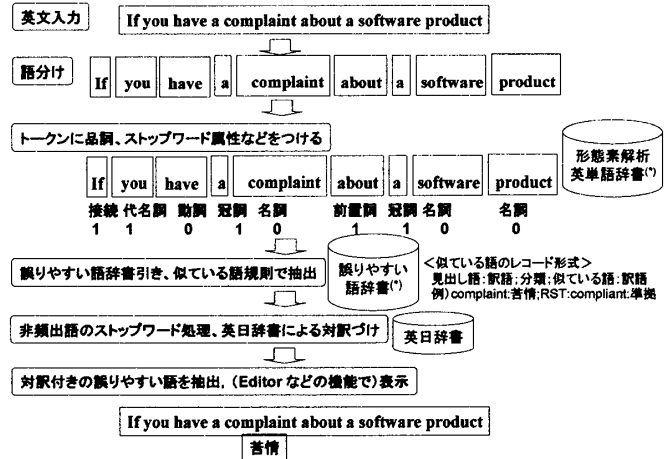 英文入力
If you have a complaint about a software product
語分け
If you have a complaint about a software product
トークンに品詞、ストップワード属性などをつける
形態素解析
英単語辞書(*)
If you have a complaint about a software product
接続 代名詞 動詞 冠詞 名詞 前置詞 冠詞 名詞 名詞
1 1 0 1 0 1 1 0 0
誤りやすい語辞書引き、似ている語規則で抽出
誤りやすい
語辞書(*)
＜似ている語のレコード形式＞
見出し語:訳語;分類;似ている語:訳語
例)complaint:苦情;RST:compliant:準拠
非頻出語のストップワード処理、英日辞書による対訳づけ
英日辞書
対訳付きの誤りやすい語を抽出，（Editorなどの機能で）表示
If you have a complaint about a software product
苦情